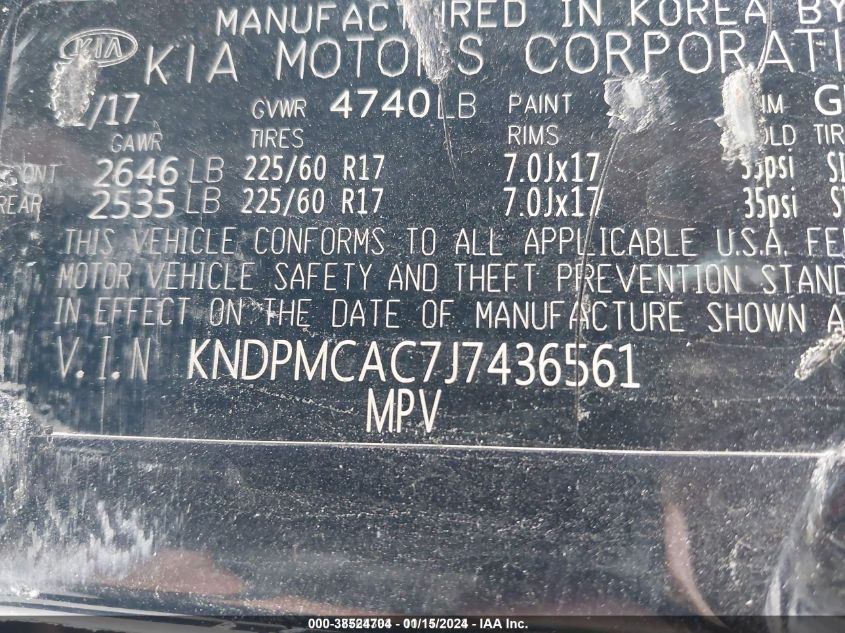 MANUFACTURED IN KOREA BY
KIA KIA MOTORS CORPORATI
/17 GVWR 4740LB PAINT
GAWR TIRES RIMS TIR
2646 LB 225/60 R17 7.0Jx17 psi
REAR 2535 LB 225/60 R17 7.0Jx17 35psi
THIS VEHICLE CONFORMS TO ALL APPLICABLE U.S.A. FE
MOTOR VEHICLE SAFETY AND THEFT PREVENTION STAND
IN EFFECT ON THE DATE OF MANUFACTURE SHOWN A
V.I.N KNDPMCAC7J7436561
MPV
01/15/2024 - IAA Inc.